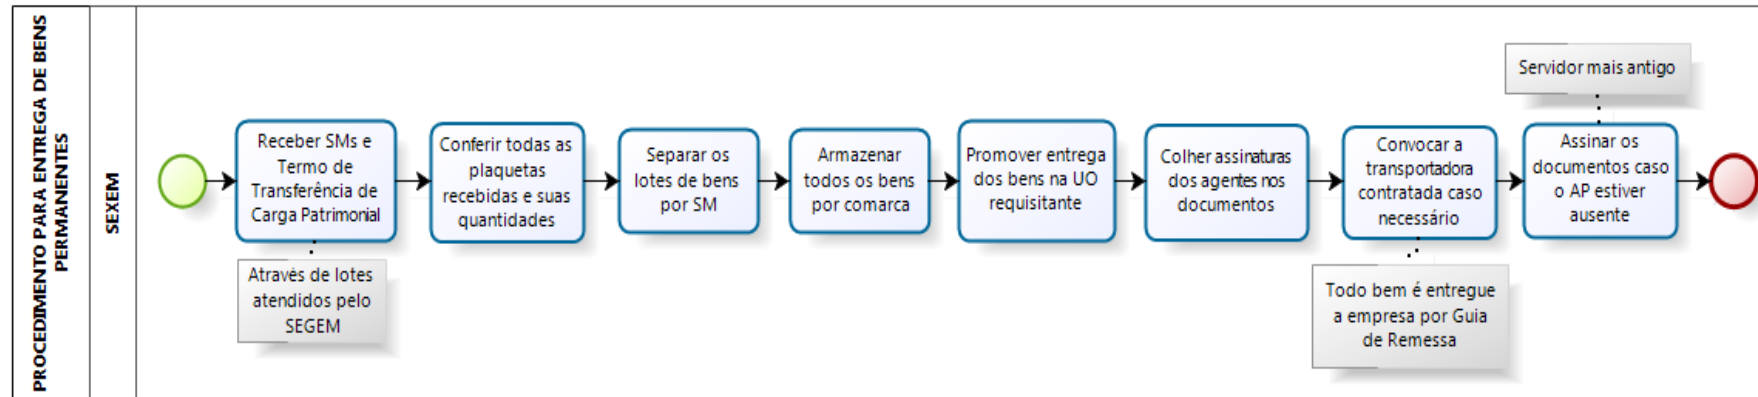 PROCEDIMENTO PARA ENTREGA DE BENS
PERMANENTES
SEXEM
Receber SMs e
Termo de
Transferência de
Carga Patrimonial
Através de lotes
atendidos pelo
SEGEM
Conferir todas as
plaquetas
recebidas e suas
quantidades
Separar os
lotes de bens
por SM
Armazenar
todos os bens
por comarca
Promover entrega
dos bens na UO
requisitante
Colher assinaturas
dos agentes nos
documentos
Convocar a
transportadora
contratada caso
necessário
Todo bem é entregue
a empresa por Guia
de Remessa
Servidor mais antigo
Assinar os
documentos caso
o AP estiver
ausente